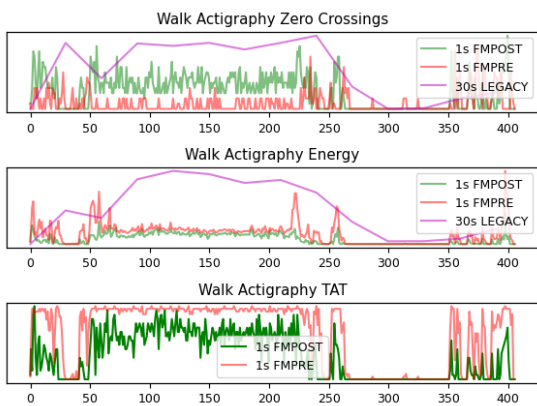 Walk Actigraphy Zero Crossings
1s FMPOST
1s FMPRE
30s LEGACY
0 50 100 150 200 250 300 350 400
Walk Actigraphy Energy
1s FMPOST
1s FMPRE
30s LEGACY
0 50 100 150 200 250 300 350 400
Walk Actigraphy TAT
1s FMPOST
1s FMPRE
0 50 100 150 200 250 300 350 400